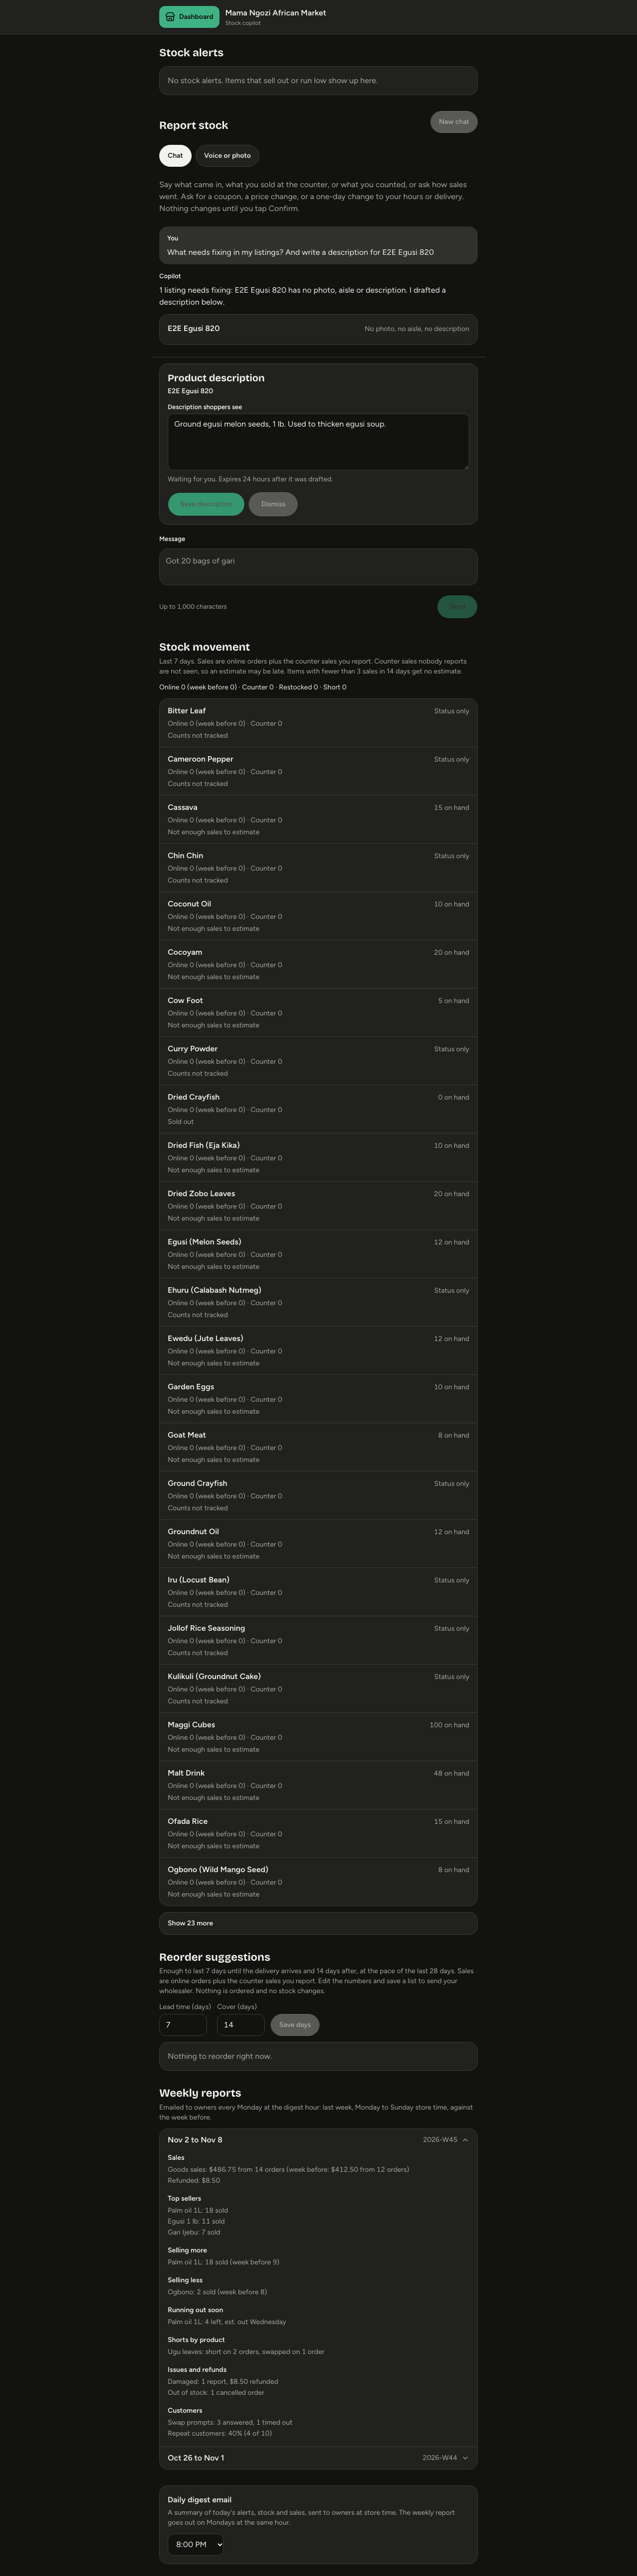 Dashboard
Mama Ngozi African Market
Stock copilot
Stock alerts
No stock alerts. Items that sell out or run low show up here.
Report stock
New chat
Chat
Voice or photo
Say what came in, what you sold at the counter, or what you counted, or ask how sales
went. Ask for a coupon, a price change, or a one-day change to your hours or delivery.
Nothing changes until you tap Confirm.
You
What needs fixing in my listings? And write a description for E2E Egusi 820
Copilot
1 listing needs fixing: E2E Egusi 820 has no photo, aisle or description. I drafted a
description below.
E2E Egusi 820
No photo, no aisle, no description
Product description
E2E Egusi 820
Description shoppers see
Ground egusi melon seeds, 1 lb. Used to thicken egusi soup.
Waiting for you. Expires 24 hours after it was drafted.
Save description
Dismiss
Message
Got 20 bags of gari
Up to 1,000 characters
Send
Stock movement
Last 7 days. Sales are online orders plus the counter sales you report. Counter sales nobody reports
are not seen, so an estimate may be late. Items with fewer than 3 sales in 14 days get no estimate.
Online 0 (week before 0) · Counter 0 · Restocked 0 · Short 0
Bitter Leaf
Status only
Online 0 (week before 0) · Counter 0
Counts not tracked
Cameroon Pepper
Status only
Online 0 (week before 0) · Counter 0
Counts not tracked
Cassava
15 on hand
Online 0 (week before 0) · Counter 0
Not enough sales to estimate
Chin Chin
Status only
Online 0 (week before 0) · Counter 0
Counts not tracked
Coconut Oil
10 on hand
Online 0 (week before 0) · Counter 0
Not enough sales to estimate
Cocoyam
20 on hand
Online 0 (week before 0) · Counter 0
Not enough sales to estimate
Cow Foot
5 on hand
Online 0 (week before 0) · Counter 0
Not enough sales to estimate
Curry Powder
Status only
Online 0 (week before 0) · Counter 0
Counts not tracked
Dried Crayfish
0 on hand
Online 0 (week before 0) · Counter 0
Sold out
Dried Fish (Eja Kika)
10 on hand
Online 0 (week before 0) · Counter 0
Not enough sales to estimate
Dried Zobo Leaves
20 on hand
Online 0 (week before 0) · Counter 0
Not enough sales to estimate
Egusi (Melon Seeds)
12 on hand
Online 0 (week before 0) · Counter 0
Not enough sales to estimate
Ehuru (Calabash Nutmeg)
Status only
Online 0 (week before 0) · Counter 0
Counts not tracked
Ewedu (Jute Leaves)
12 on hand
Online 0 (week before 0) · Counter 0
Not enough sales to estimate
Garden Eggs
10 on hand
Online 0 (week before 0) · Counter 0
Not enough sales to estimate
Goat Meat
8 on hand
Online 0 (week before 0) · Counter 0
Not enough sales to estimate
Ground Crayfish
Status only
Online 0 (week before 0) · Counter 0
Counts not tracked
Groundnut Oil
12 on hand
Online 0 (week before 0) · Counter 0
Not enough sales to estimate
Iru (Locust Bean)
Status only
Online 0 (week before 0) · Counter 0
Counts not tracked
Jollof Rice Seasoning
Status only
Online 0 (week before 0) · Counter 0
Counts not tracked
Kulikuli (Groundnut Cake)
Status only
Online 0 (week before 0) · Counter 0
Counts not tracked
Maggi Cubes
100 on hand
Online 0 (week before 0) · Counter 0
Not enough sales to estimate
Malt Drink
48 on hand
Online 0 (week before 0) · Counter 0
Not enough sales to estimate
Ofada Rice
15 on hand
Online 0 (week before 0) · Counter 0
Not enough sales to estimate
Ogbono (Wild Mango Seed)
8 on hand
Online 0 (week before 0) · Counter 0
Not enough sales to estimate
Show 23 more
Reorder suggestions
Enough to last 7 days until the delivery arrives and 14 days after, at the pace of the last 28 days. Sales
are online orders plus the counter sales you report. Edit the numbers and save a list to send your
wholesaler. Nothing is ordered and no stock changes.
Lead time (days)
Cover (days)
7
14
Save days
Nothing to reorder right now.
Weekly reports
Emailed to owners every Monday at the digest hour: last week, Monday to Sunday store time, against
the week before.
Nov 2 to Nov 8
2026-W45
Sales
Goods sales: $486.75 from 14 orders (week before: $412.50 from 12 orders)
Refunded: $8.50
Top sellers
Palm oil 1L: 18 sold
Egusi 1 lb: 11 sold
Gari Ijebu: 7 sold
Selling more
Palm oil 1L: 18 sold (week before 9)
Selling less
Ogbono: 2 sold (week before 8)
Running out soon
Palm oil 1L: 4 left, est. out Wednesday
Shorts by product
Ugu leaves: short on 2 orders, swapped on 1 order
Issues and refunds
Damaged: 1 report, $8.50 refunded
Out of stock: 1 cancelled order
Customers
Swap prompts: 3 answered, 1 timed out
Repeat customers: 40% (4 of 10)
Oct 26 to Nov 1
2026-W44
Daily digest email
A summary of today's alerts, stock and sales, sent to owners at store time. The weekly report
goes out on Mondays at the same hour.
8:00 PM